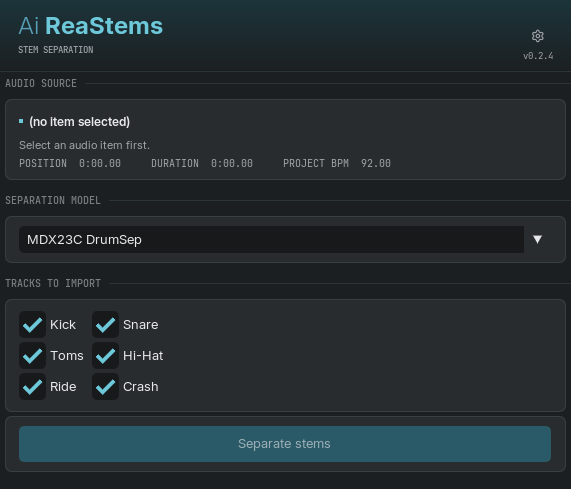 Ai ReaStems
STEM SEPARATION
v0.2.4
AUDIO SOURCE
(no item selected)
Select an audio item first.
POSITION 0:00.00 DURATION 0:00.00 PROJECT BPM 92.00
SEPARATION MODEL
MDX23C DrumSep
TRACKS TO IMPORT
Kick Snare
Toms Hi-Hat
Ride Crash
Separate stems